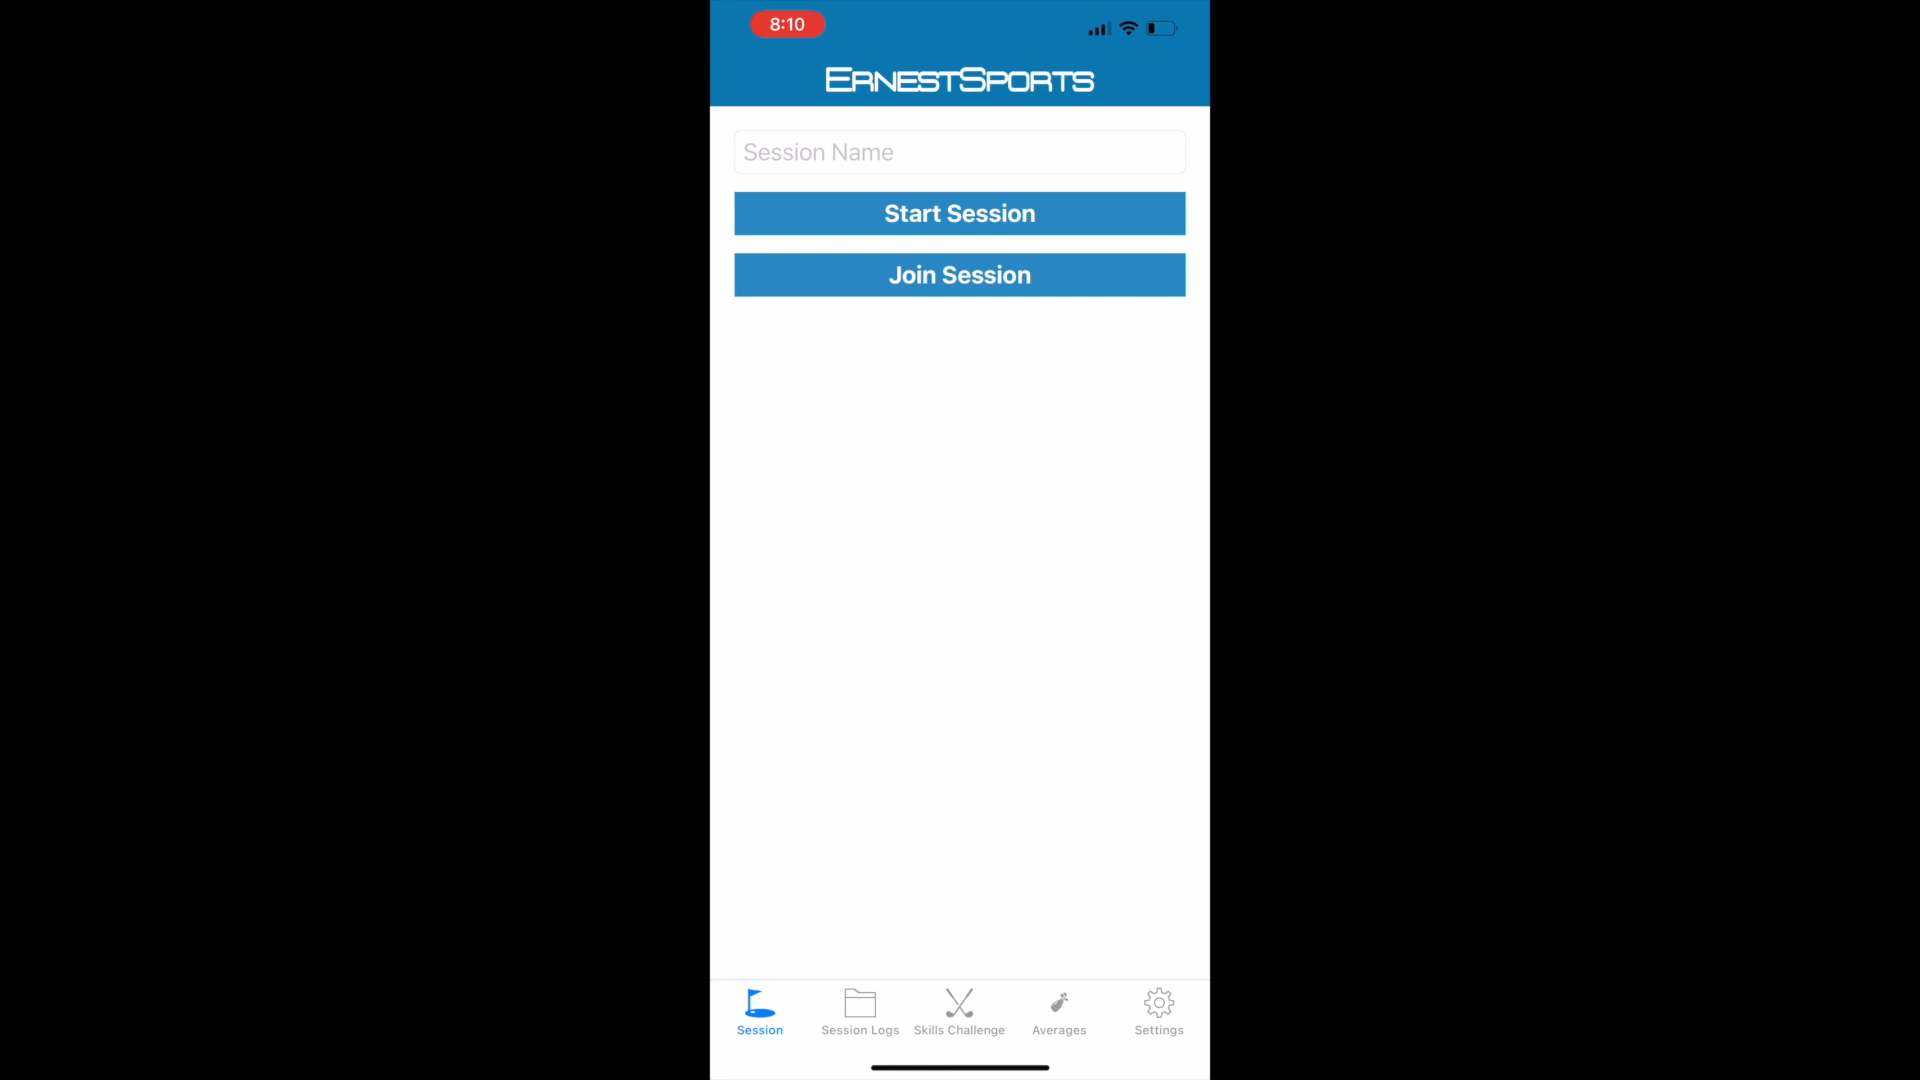 8:10
ERNESTSPORTS
Session Name
Start Session
Join Session
Session
Session Logs
Skills Challenge
Averages
Settings